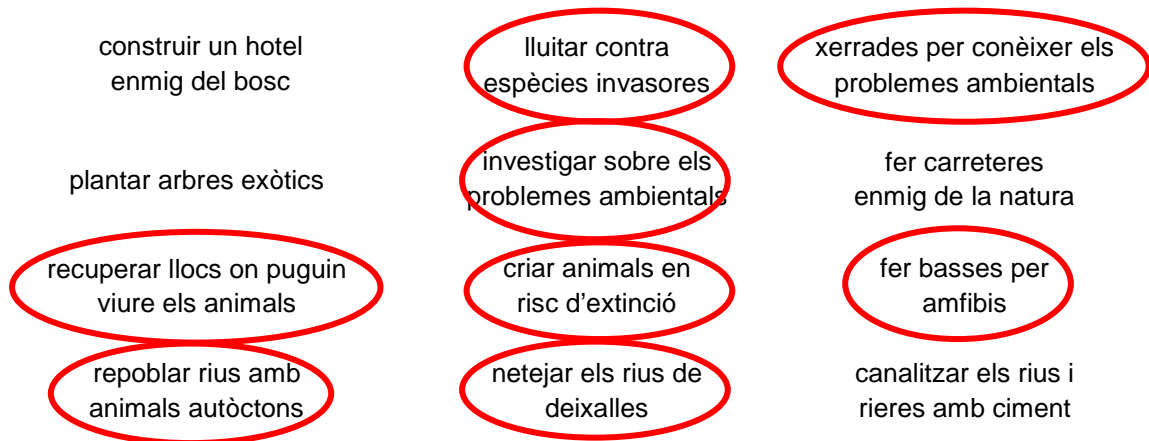 construir un hotel
enmig del bosc
lluitar contra
espècies invasores
xerrades per conèixer els
problemes ambientals
plantar arbres exòtics
investigar sobre els
problemes ambientals
fer carreteres
enmig de la natura
recuperar llocs on puguin
viure els animals
criar animals en
risc d’extinció
fer basses per
amfibis
repoblar rius amb
animals autòctons
netejar els rius de
deixalles
canalitzar els rius i
rieres amb ciment